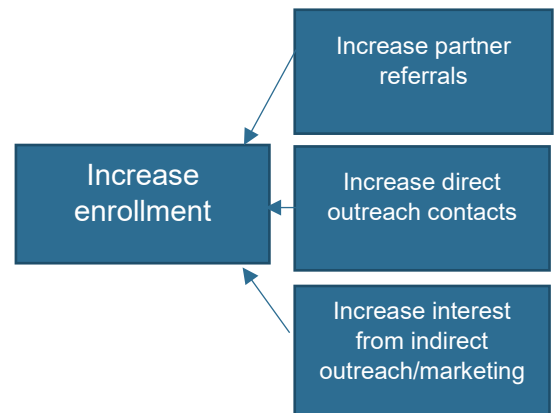 Increase partner
referrals
Increase
enrollment
Increase direct
outreach contacts
Increase interest
from indirect
outreach/marketing